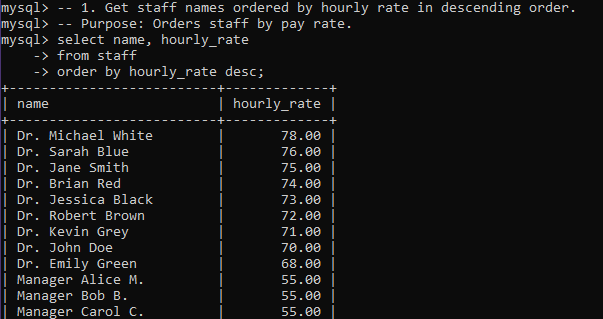 mysql> -- 1. Get staff names ordered by hourly rate in descending order.
mysql> -- Purpose: Orders staff by pay rate.
mysql> select name, hourly_rate
    -> from staff
    -> order by hourly_rate desc;
+--------------------------+-------------+
| name                     | hourly_rate |
+--------------------------+-------------+
| Dr. Michael White        |       78.00 |
| Dr. Sarah Blue           |       76.00 |
| Dr. Jane Smith           |       75.00 |
| Dr. Brian Red            |       74.00 |
| Dr. Jessica Black        |       73.00 |
| Dr. Robert Brown         |       72.00 |
| Dr. Kevin Grey           |       71.00 |
| Dr. John Doe             |       70.00 |
| Dr. Emily Green          |       68.00 |
| Manager Alice M.         |       55.00 |
| Manager Bob B.           |       55.00 |
| Manager Carol C.         |       55.00 |